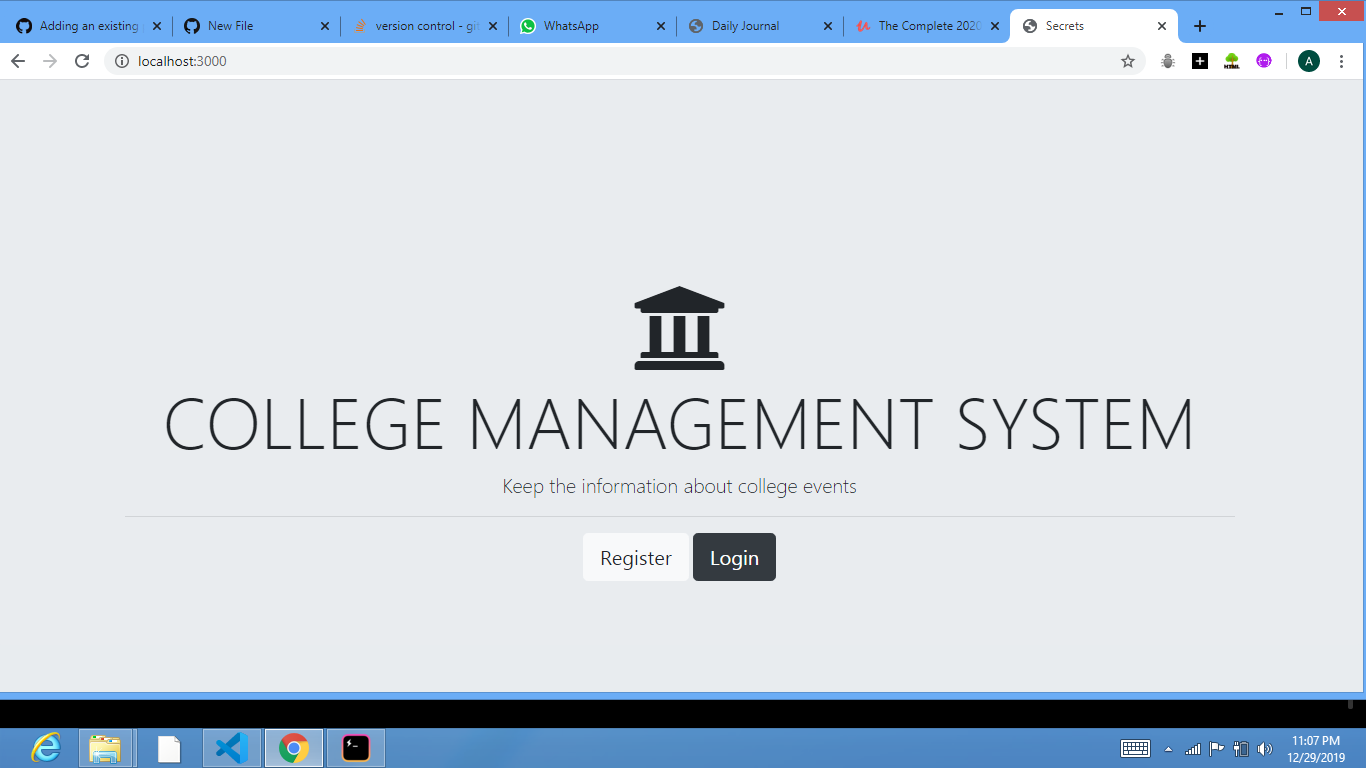 Adding an existing
New File
version control - git
WhatsApp
Daily Journal
The Complete 2020
Secrets
localhost:3000
A
HTML
COLLEGE MANAGEMENT SYSTEM
Keep the information about college events
Register
Login
11:07 PM
12/29/2019